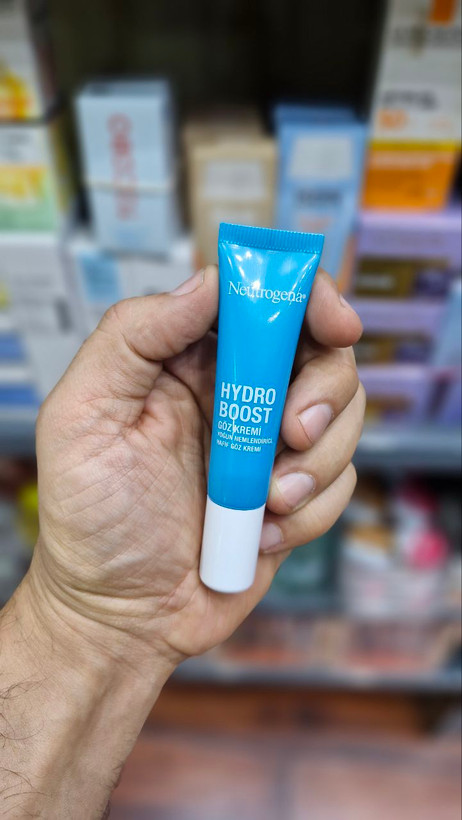 Neutrogena®
HYDRO
BOOST
GÖZ KREMİ
YOĞUN NEMLENDİRİCİ,
HAFİF GÖZ KREMİ